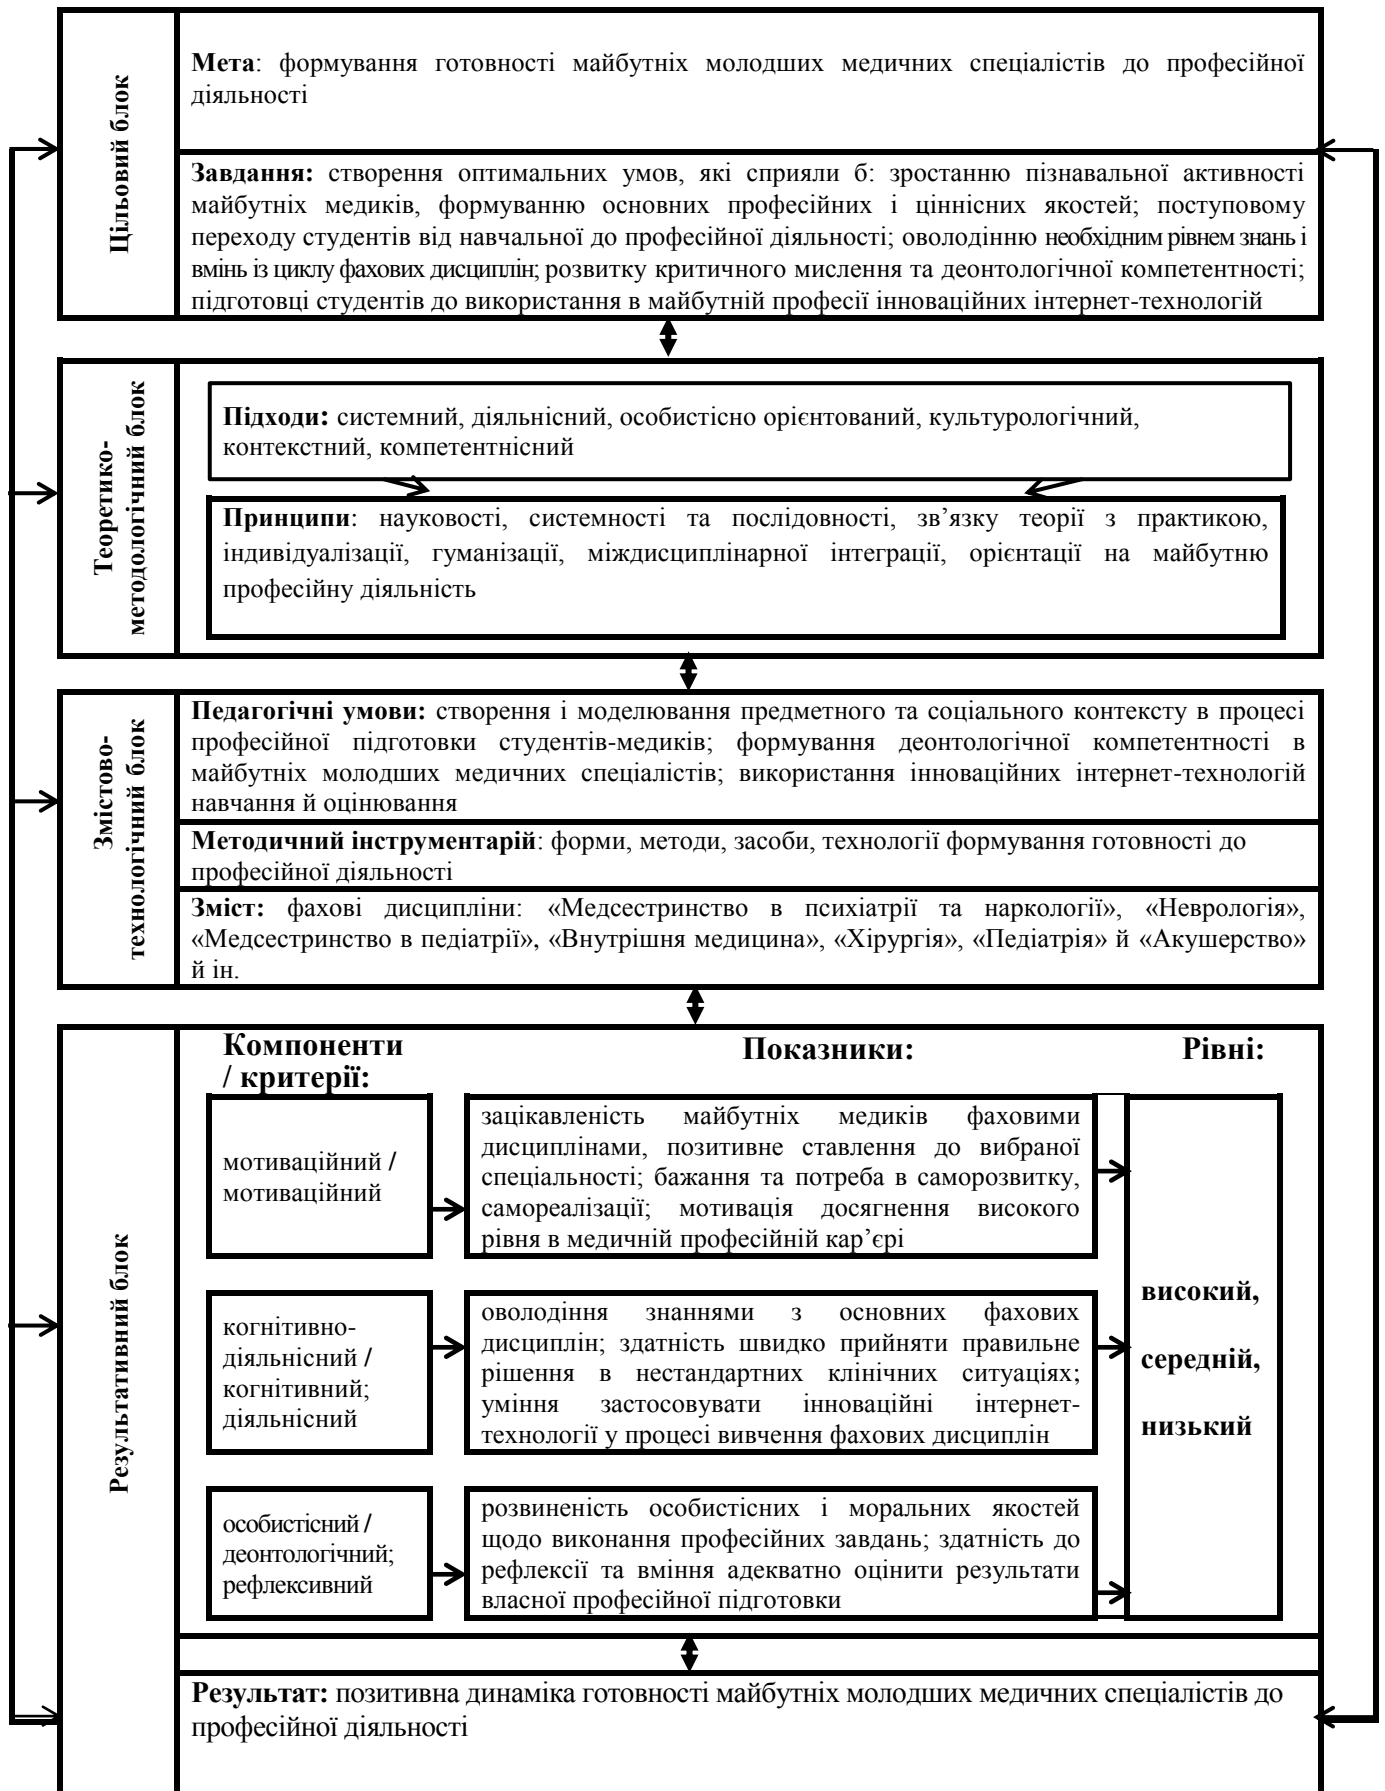 Цільовий блок
Мета: формування готовності майбутніх молодших медичних спеціалістів до професійної
діяльності
Завдання: створення оптимальних умов, які сприяли б: зростанню пізнавальної активності
майбутніх медиків, формуванню основних професійних і ціннісних якостей; поступовому
переходу студентів від навчальної до професійної діяльності; оволодінню необхідним рівнем знань і
вмінь із циклу фахових дисциплін; розвитку критичного мислення та деонтологічної компетентності;
підготовці студентів до використання в майбутній професії інноваційних інтернет-технологій
Теоретико-
методологічний блок
Підходи: системний, діяльнісний, особистісно орієнтований, культурологічний,
контекстний, компетентнісний
Принципи: науковості, системності та послідовності, зв’язку теорії з практикою,
індивідуалізації, гуманізації, міждисциплінарної інтеграції, орієнтації на майбутню
професійну діяльність
Змістово-
технологічний блок
Педагогічні умови: створення і моделювання предметного та соціального контексту в процесі
професійної підготовки студентів-медиків; формування деонтологічної компетентності в
майбутніх молодших медичних спеціалістів; використання інноваційних інтернет-технологій
навчання й оцінювання
Методичний інструментарій: форми, методи, засоби, технології формування готовності до
професійної діяльності
Зміст: фахові дисципліни: «Медсестринство в психіатрії та наркології», «Неврологія»,
«Медсестринство в педіатрії», «Внутрішня медицина», «Хірургія», «Педіатрія» й «Акушерство»
й ін.
Результативний блок
Компоненти
/ критерії:
Показники:
Рівні:
мотиваційний /
мотиваційний
зацікавленість майбутніх медиків фаховими
дисциплінами, позитивне ставлення до вибраної
спеціальності; бажання та потреба в саморозвитку,
самореалізації; мотивація досягнення високого
рівня в медичній професійній кар’єрі
когнітивно-
діяльнісний /
когнітивний;
діяльнісний
оволодіння знаннями з основних фахових
дисциплін; здатність швидко прийняти правильне
рішення в нестандартних клінічних ситуаціях;
уміння застосовувати інноваційні інтернет-
технології у процесі вивчення фахових дисциплін
особистісний /
деонтологічний;
рефлексивний
розвиненість особистісних і моральних якостей
щодо виконання професійних завдань; здатність до
рефлексії та вміння адекватно оцінити результати
власної професійної підготовки
високий,
середній,
низький
Результат: позитивна динаміка готовності майбутніх молодших медичних спеціалістів до
професійної діяльності